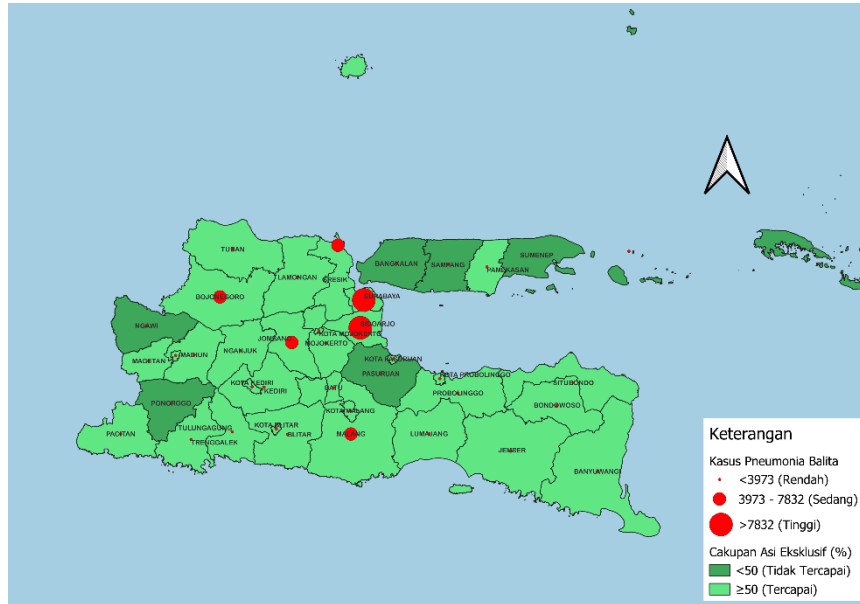 TUBAN
LAMONGAN
GRESIK
BANGKALAN
SAMPANG
PAMEKASAN
SUMENEP
BOJONEGORO
SURABAYA
NGAWI
SIDOARJO
JOMBANG
KOTA MOJOKERTO
MOJOKERTO
NGANJUK
MAGETAN
MADIUN
KOTA PASURUAN
PASURUAN
KOTA PROBOLINGGO
PROBOLINGGO
SITUBONDO
BONDOWOSO
KOTA KEDIRI
KEDIRI
BATU
PONOROGO
KOTA MALANG
MALANG
KOTA BLITAR
BLITAR
TULUNGAGUNG
TRENGGALEK
PACITAN
LUMAJANG
JEMBER
BANYUWANGI
Keterangan
Kasus Pneumonia Balita
<3973 (Rendah)
3973 - 7832 (Sedang)
>7832 (Tinggi)
Cakupan Asi Eksklusif (%)
<50 (Tidak Tercapai)
≥50 (Tercapai)